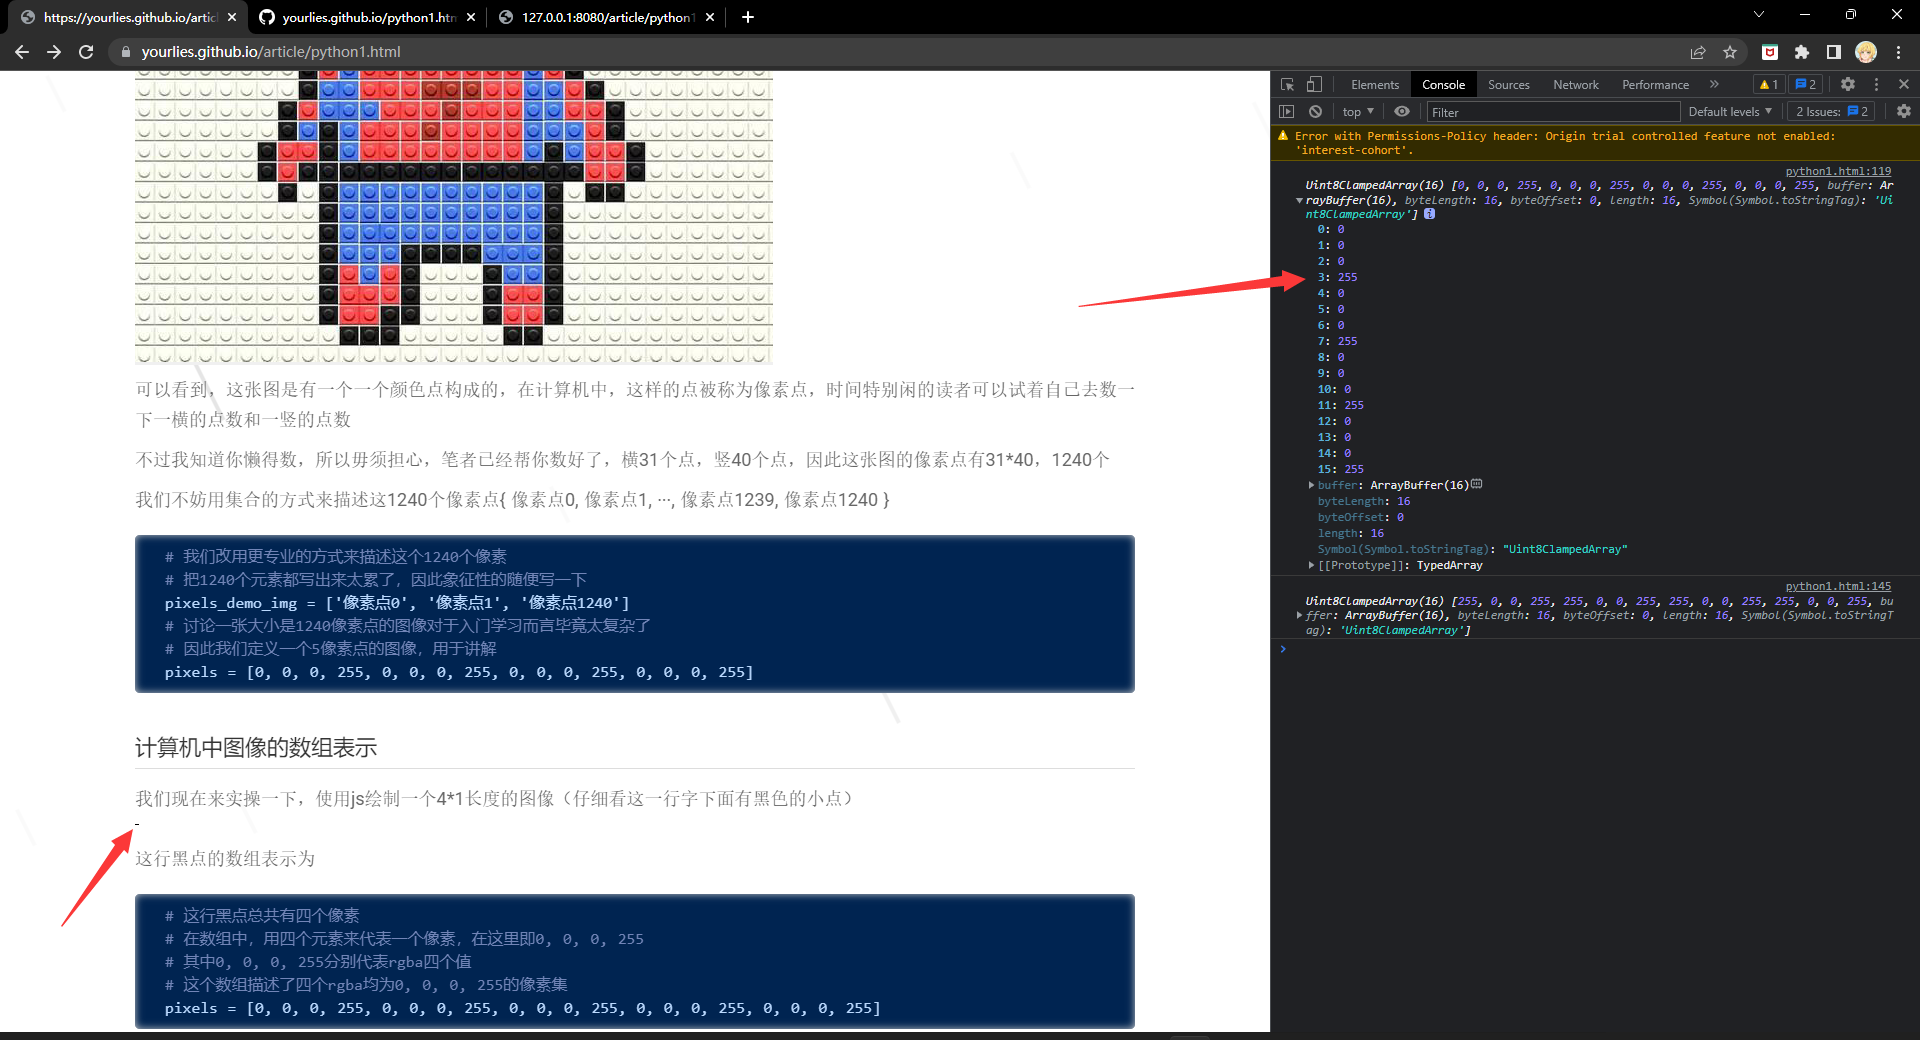 https://yourlies.github.io/artic
yourlies.github.io/python1.htm
127.0.0.1:8080/article/python1
yourlies.github.io/article/python1.html
可以看到，这张图是有一个一个颜色点构成的，在计算机中，这样的点被称为像素点，时间特别闲的读者可以试着自己去数一
下一横的点数和一竖的点数
不过我知道你懒得数，所以毋须担心，笔者已经帮你数好了，横31个点，竖40个点，因此这张图的像素点有31*40，1240个
我们不妨用集合的方式来描述这1240个像素点{ 像素点0, 像素点1, ···, 像素点1239, 像素点1240 }
# 我们改用更专业的方式来描述这个1240个像素
# 把1240个元素都写出来太累了，因此象征性的随便写一下
pixels_demo_img = ['像素点0', '像素点1', '像素点1240']
# 讨论一张大小是1240像素点的图像对于入门学习而言毕竟太复杂了
# 因此我们定义一个5像素点的图像，用于讲解
pixels = [0, 0, 0, 255, 0, 0, 0, 255, 0, 0, 0, 255, 0, 0, 0, 255]
计算机中图像的数组表示
我们现在来实操一下，使用js绘制一个4*1长度的图像（仔细看这一行字下面有黑色的小点）
这行黑点的数组表示为
# 这行黑点总共有四个像素
# 在数组中，用四个元素来代表一个像素，在这里即0, 0, 0, 255
# 其中0, 0, 0, 255分别代表rgba四个值
# 这个数组描述了四个rgba均为0, 0, 0, 255的像素集
pixels = [0, 0, 0, 255, 0, 0, 0, 255, 0, 0, 0, 255, 0, 0, 0, 255, 0, 0, 0, 255]
Elements Console Sources Network Performance » 1 2
top Filter Default levels 2 Issues: 2
Error with Permissions-Policy header: Origin trial controlled feature not enabled:
'interest-cohort'.
python1.html:119
Uint8ClampedArray(16) [0, 0, 0, 255, 0, 0, 0, 255, 0, 0, 0, 255, 0, 0, 0, 255, buffer: Ar
rayBuffer(16), byteLength: 16, byteOffset: 0, length: 16, Symbol(Symbol.toStringTag): 'Ui
nt8ClampedArray']
0: 0
1: 0
2: 0
3: 255
4: 0
5: 0
6: 0
7: 255
8: 0
9: 0
10: 0
11: 255
12: 0
13: 0
14: 0
15: 255
buffer: ArrayBuffer(16)
byteLength: 16
byteOffset: 0
length: 16
Symbol(Symbol.toStringTag): "Uint8ClampedArray"
[[Prototype]]: TypedArray
python1.html:145
Uint8ClampedArray(16) [255, 0, 0, 255, 255, 0, 0, 255, 255, 0, 0, 255, 255, 0, 0, 255, bu
ffer: ArrayBuffer(16), byteLength: 16, byteOffset: 0, length: 16, Symbol(Symbol.toStringT
ag): 'Uint8ClampedArray']